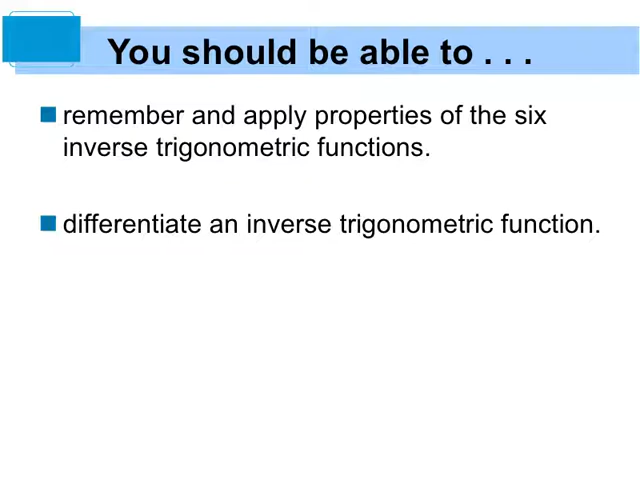 You should be able to . . .
remember and apply properties of the six
inverse trigonometric functions.
differentiate an inverse trigonometric function.